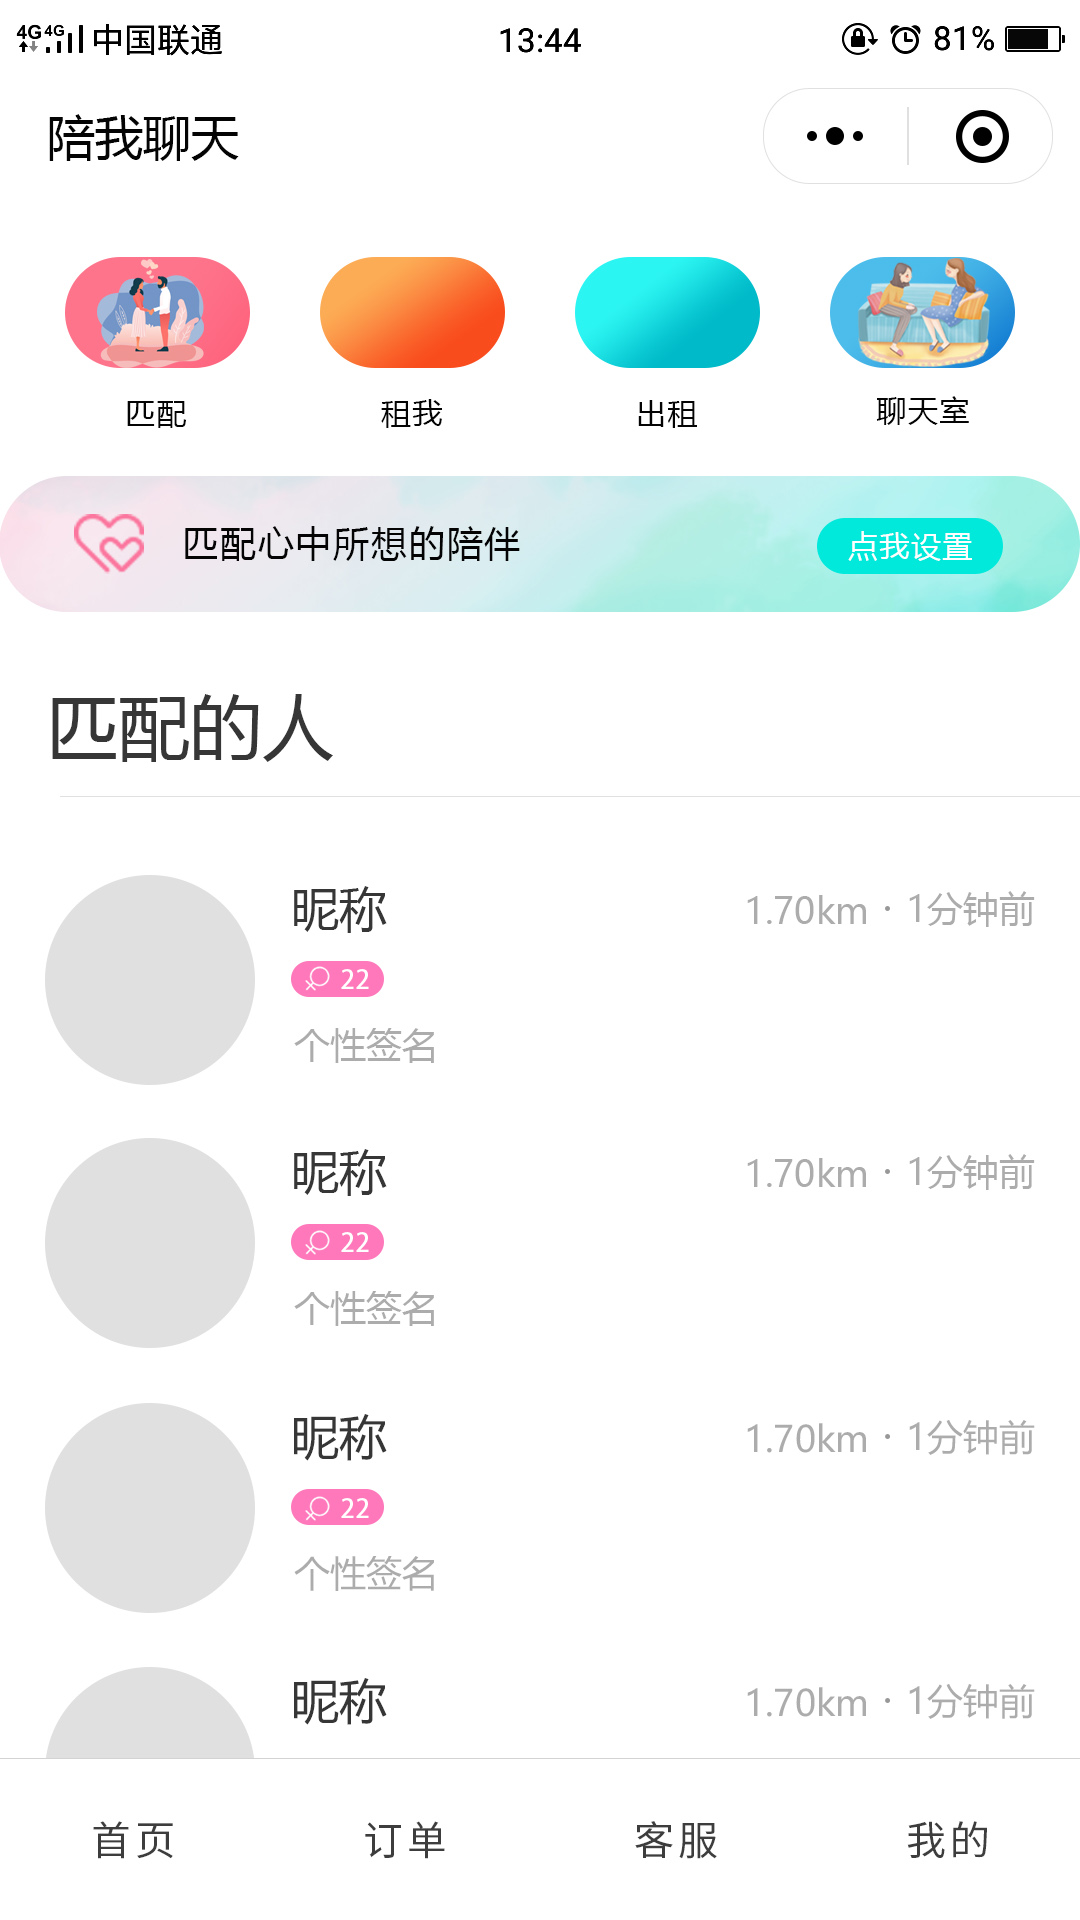 4G 4G 中国联通 13:44 81%
陪我聊天
匹配 租我 出租 聊天室
匹配心中所想的陪伴 点我设置
匹配的人
昵称 1.70km · 1分钟前
22
个性签名
昵称 1.70km · 1分钟前
22
个性签名
昵称 1.70km · 1分钟前
22
个性签名
昵称 1.70km · 1分钟前
首页 订单 客服 我的